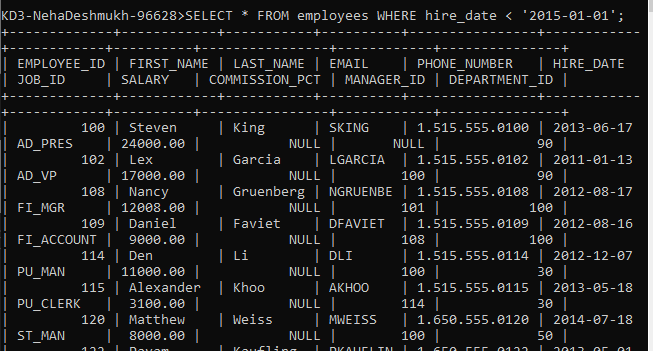 KD3-NehaDeshmukh-96628>SELECT * FROM employees WHERE hire_date < '2015-01-01';
+-------------+------------+-----------+----------+--------------+------------
+------------+----------+----------------+------------+---------------+
| EMPLOYEE_ID | FIRST_NAME | LAST_NAME | EMAIL    | PHONE_NUMBER   | HIRE_DATE
| JOB_ID     | SALARY   | COMMISSION_PCT | MANAGER_ID | DEPARTMENT_ID |
+-------------+------------+-----------+----------+--------------+------------
+------------+----------+----------------+------------+---------------+
|         100 | Steven     | King      | SKING    | 1.515.555.0100 | 2013-06-17
| AD_PRES    | 24000.00 |           NULL |       NULL |            90 |
|         102 | Lex        | Garcia    | LGARCIA  | 1.515.555.0102 | 2011-01-13
| AD_VP      | 17000.00 |           NULL |        100 |            90 |
|         108 | Nancy      | Gruenberg | NGRUENBE | 1.515.555.0108 | 2012-08-17
| FI_MGR     | 12008.00 |           NULL |        101 |           100 |
|         109 | Daniel     | Faviet    | DFAVIET  | 1.515.555.0109 | 2012-08-16
| FI_ACCOUNT | 9000.00 |           NULL |        108 |           100 |
|         114 | Den        | Li        | DLI      | 1.515.555.0114 | 2012-12-07
| PU_MAN     | 11000.00 |           NULL |        100 |            30 |
|         115 | Alexander  | Khoo      | AKHOO    | 1.515.555.0115 | 2013-05-18
| PU_CLERK   | 3100.00 |           NULL |        114 |            30 |
|         120 | Matthew    | Weiss     | MWEISS   | 1.650.555.0120 | 2014-07-18
| ST_MAN     | 8000.00 |           NULL |        100 |            50 |